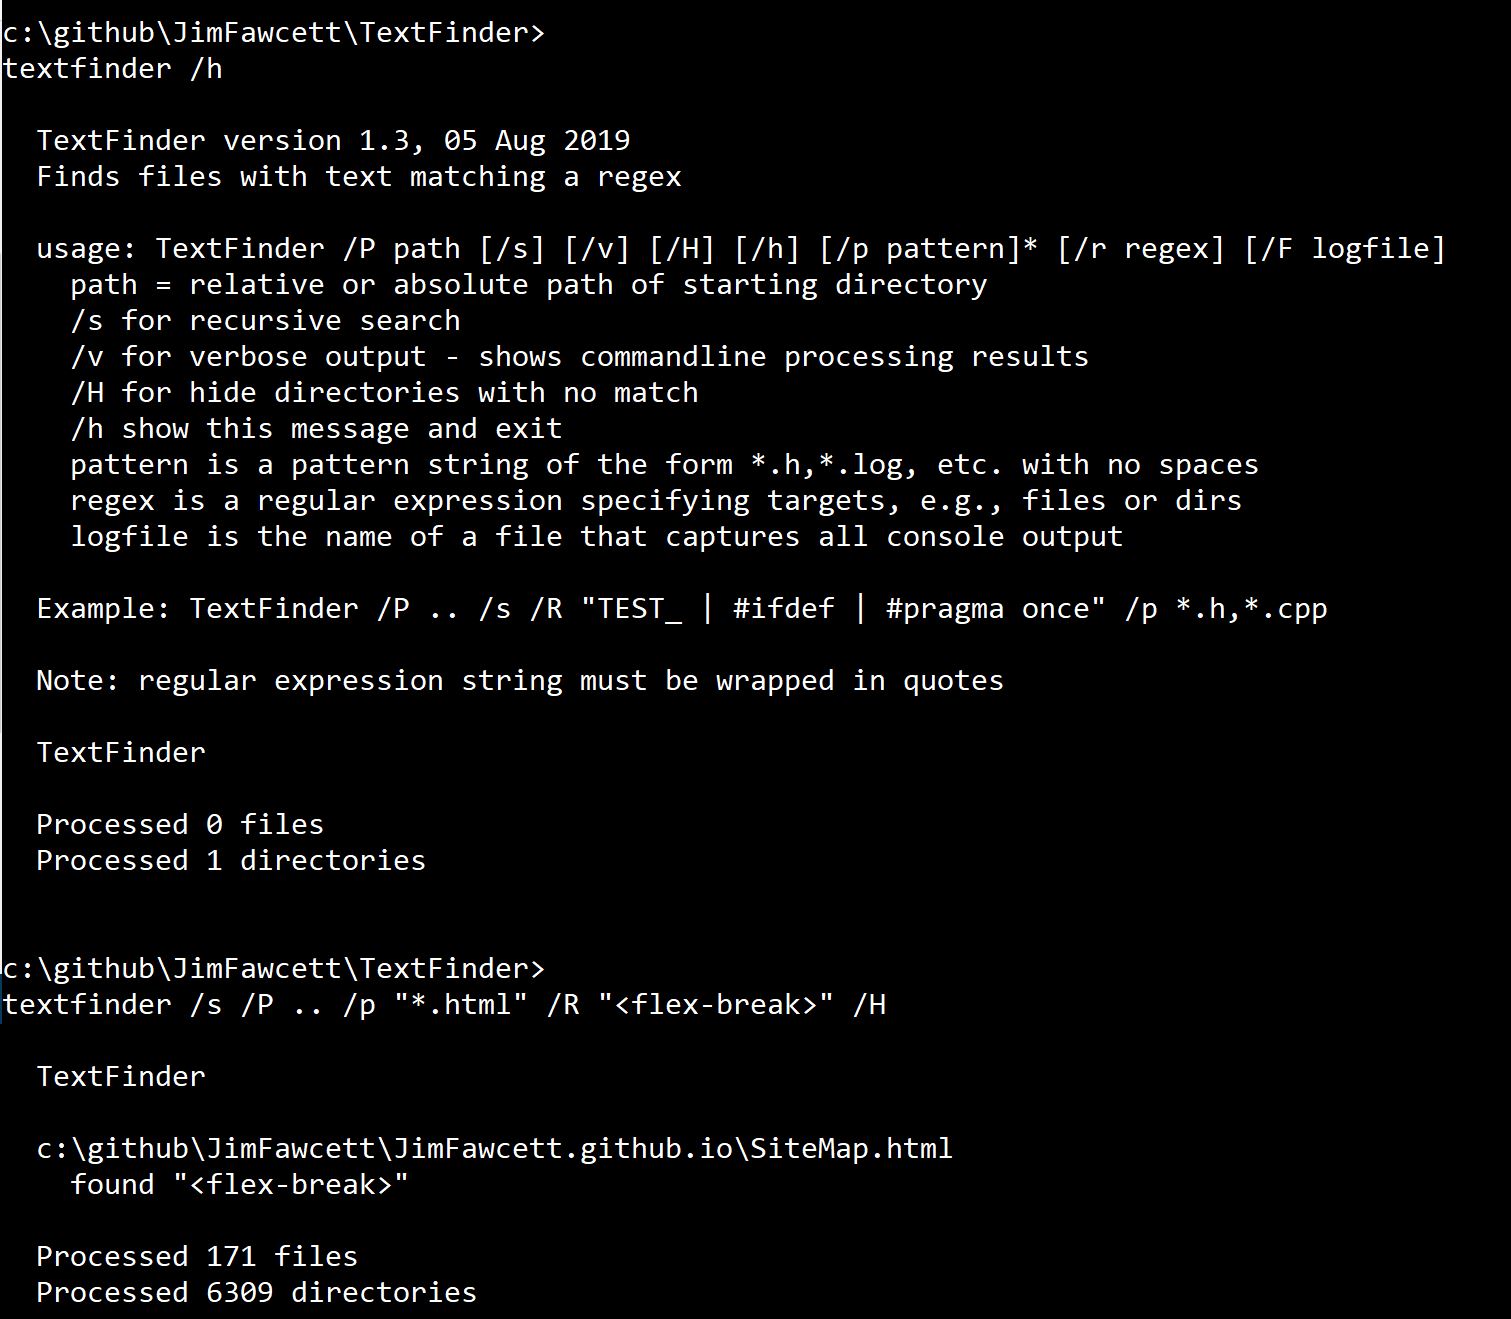 c:\github\JimFawcett\TextFinder>
textfinder /h
TextFinder version 1.3, 05 Aug 2019
Finds files with text matching a regex
usage: TextFinder /P path [/s] [/v] [/H] [/h] [/p pattern]* [/r regex] [/F logfile]
path = relative or absolute path of starting directory
/s for recursive search
/v for verbose output - shows commandline processing results
/H for hide directories with no match
/h show this message and exit
pattern is a pattern string of the form *.h,*.log, etc. with no spaces
regex is a regular expression specifying targets, e.g., files or dirs
logfile is the name of a file that captures all console output
Example: TextFinder /P .. /s /R "TEST_ | #ifdef | #pragma once" /p *.h,*.cpp
Note: regular expression string must be wrapped in quotes
TextFinder
Processed 0 files
Processed 1 directories
c:\github\JimFawcett\TextFinder>
textfinder /s /P .. /p "*.html" /R "<flex-break>" /H
TextFinder
c:\github\JimFawcett\JimFawcett.github.io\SiteMap.html
found "<flex-break>"
Processed 171 files
Processed 6309 directories